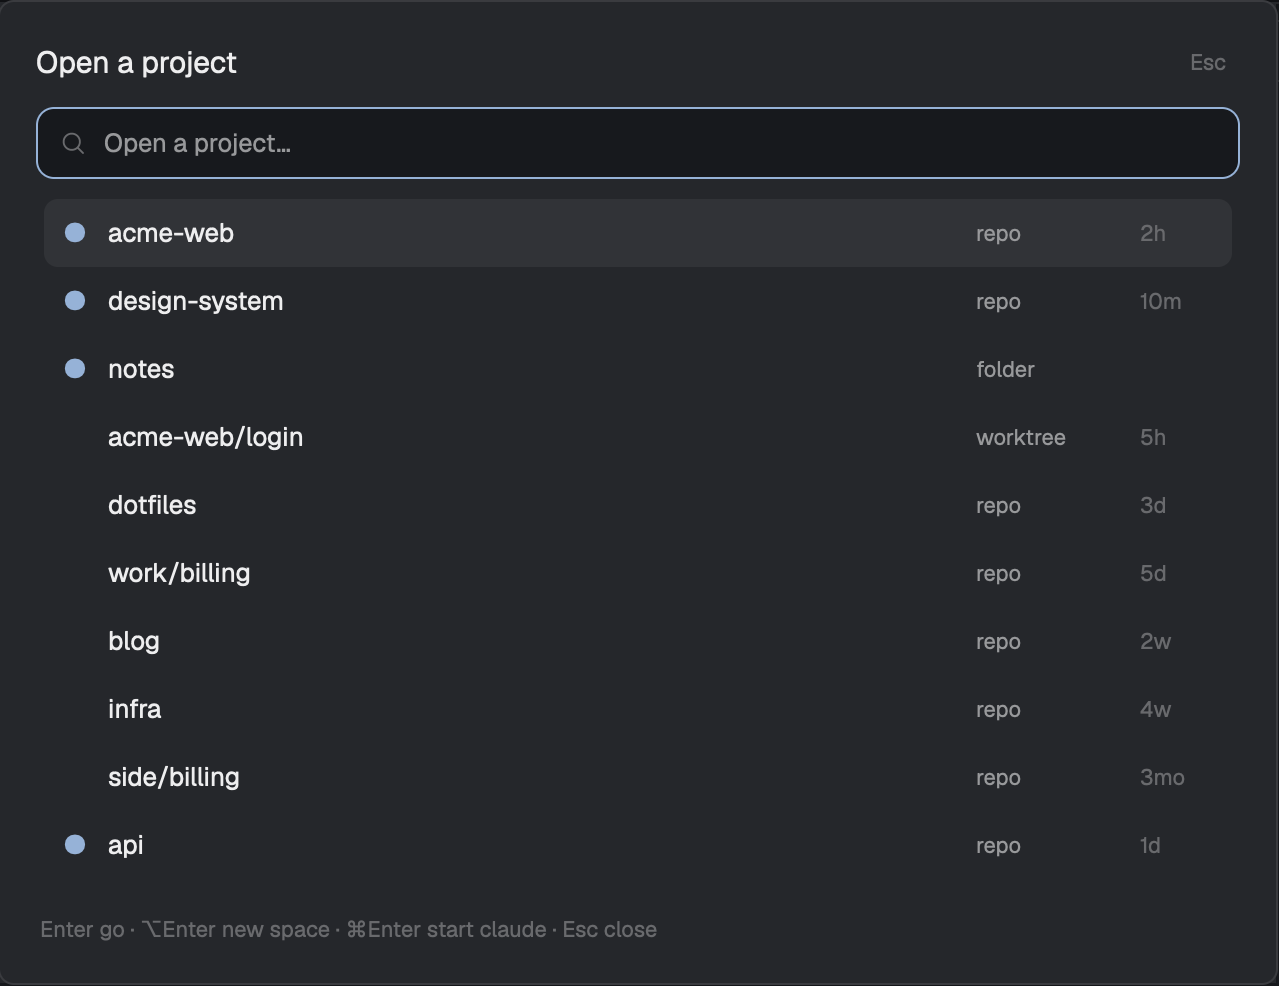 Open a project Esc
Open a project…
acme-web repo 2h
design-system repo 10m
notes folder
acme-web/login worktree 5h
dotfiles repo 3d
work/billing repo 5d
blog repo 2w
infra repo 4w
side/billing repo 3mo
api repo 1d
Enter go · ⌥Enter new space · ⌘Enter start claude · Esc close